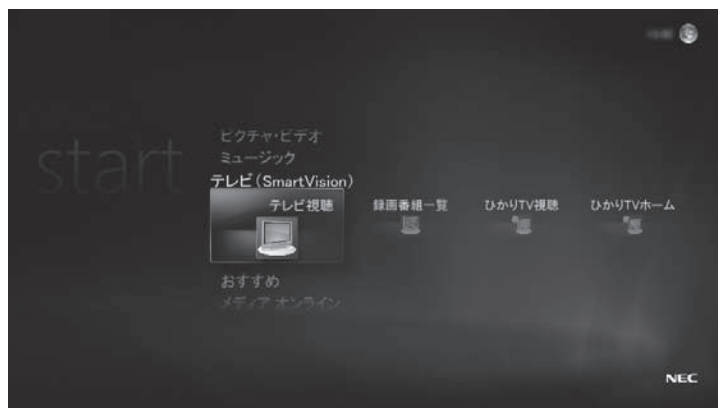 start
ピクチャ・ビデオ
ミュージック
テレビ(SmartVision)
テレビ視聴
録画番組一覧
ひかりTV視聴
ひかりTVホーム
おすすめ
メディア オンライン
NEC